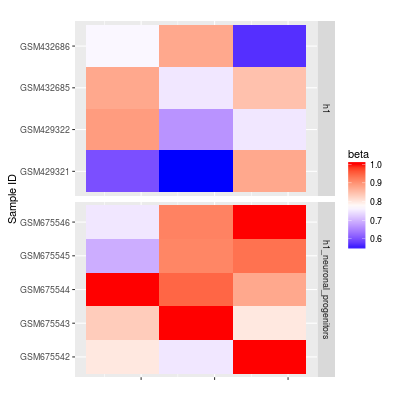 GSM432686
GSM432685
GSM429322
GSM429321
h1
GSM675546
GSM675545
GSM675544
GSM675543
GSM675542
h1_neuronal_progenitors
Sample ID
beta
1.0
0.9
0.8
0.7
0.6